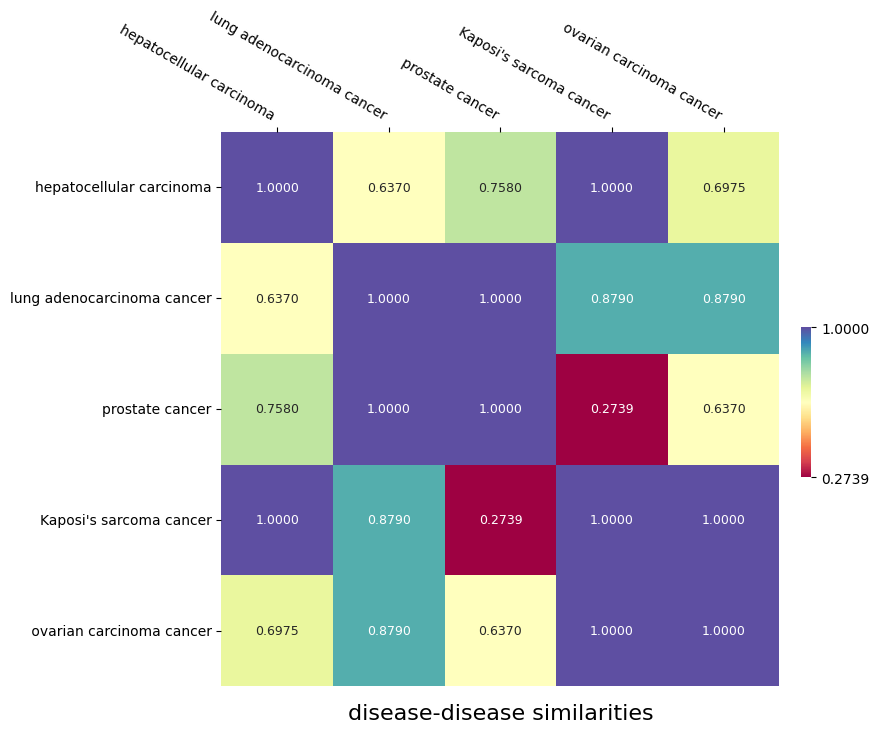 hepatocellular carcinoma
lung adenocarcinoma cancer
prostate cancer
Kaposi's sarcoma cancer
ovarian carcinoma cancer
hepatocellular carcinoma 1.0000 0.6370 0.7580 1.0000 0.6975
lung adenocarcinoma cancer 0.6370 1.0000 1.0000 0.8790 0.8790
prostate cancer 0.7580 1.0000 1.0000 0.2739 0.6370
Kaposi's sarcoma cancer 1.0000 0.8790 0.2739 1.0000 1.0000
ovarian carcinoma cancer 0.6975 0.8790 0.6370 1.0000 1.0000
1.0000
0.2739
disease-disease similarities